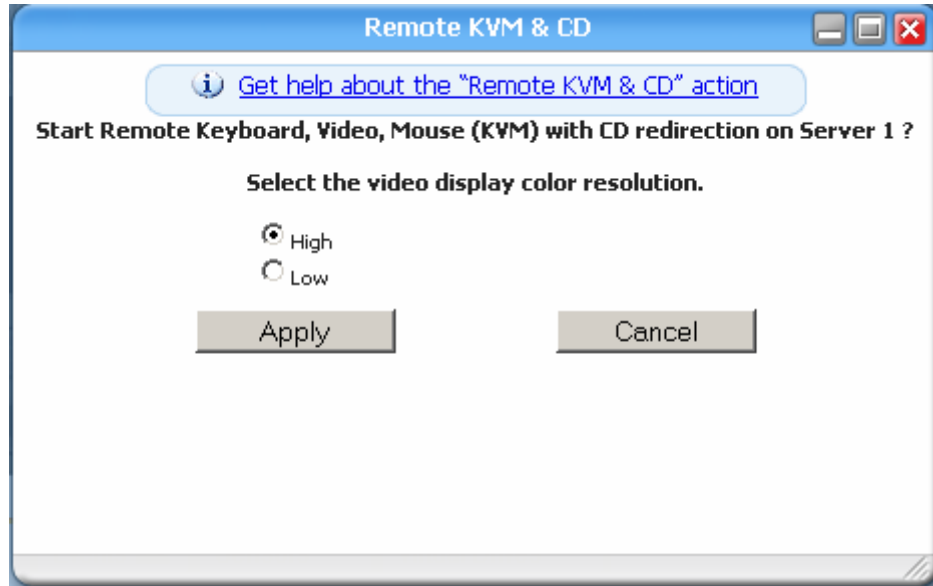 Remote KVM & CD
Get help about the "Remote KVM & CD" action
Start Remote Keyboard, Video, Mouse (KVM) with CD redirection on Server 1 ?
Select the video display color resolution.
High
Low
Apply Cancel